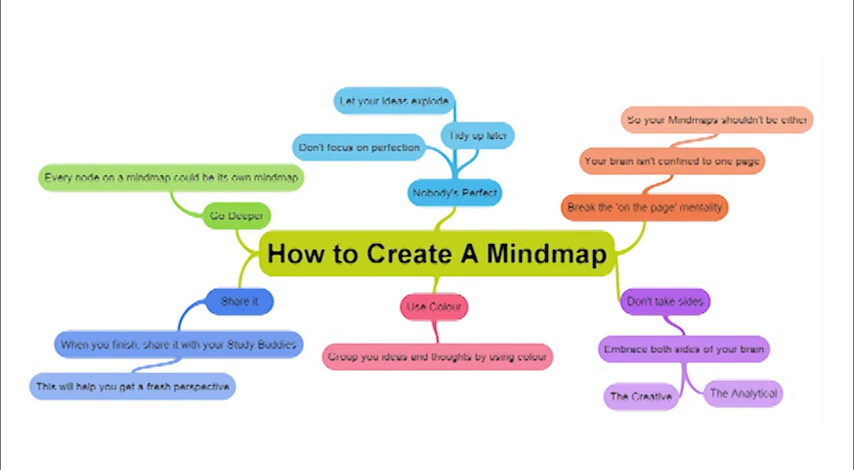 How to Create A Mindmap
Nobody's Perfect
Let your ideas explode
Tidy up later
Don't focus on perfection
Break the 'on the page' mentality
Your brain isn't confined to one page
So your Mindmaps shouldn't be either
Don't take sides
Embrace both sides of your brain
The Creative
The Analytical
Use Colour
Group you ideas and thoughts by using colour
Share it
When you finish, share it with your Study Buddies
This will help you get a fresh perspective
Go Deeper
Every node on a mindmap could be its own mindmap